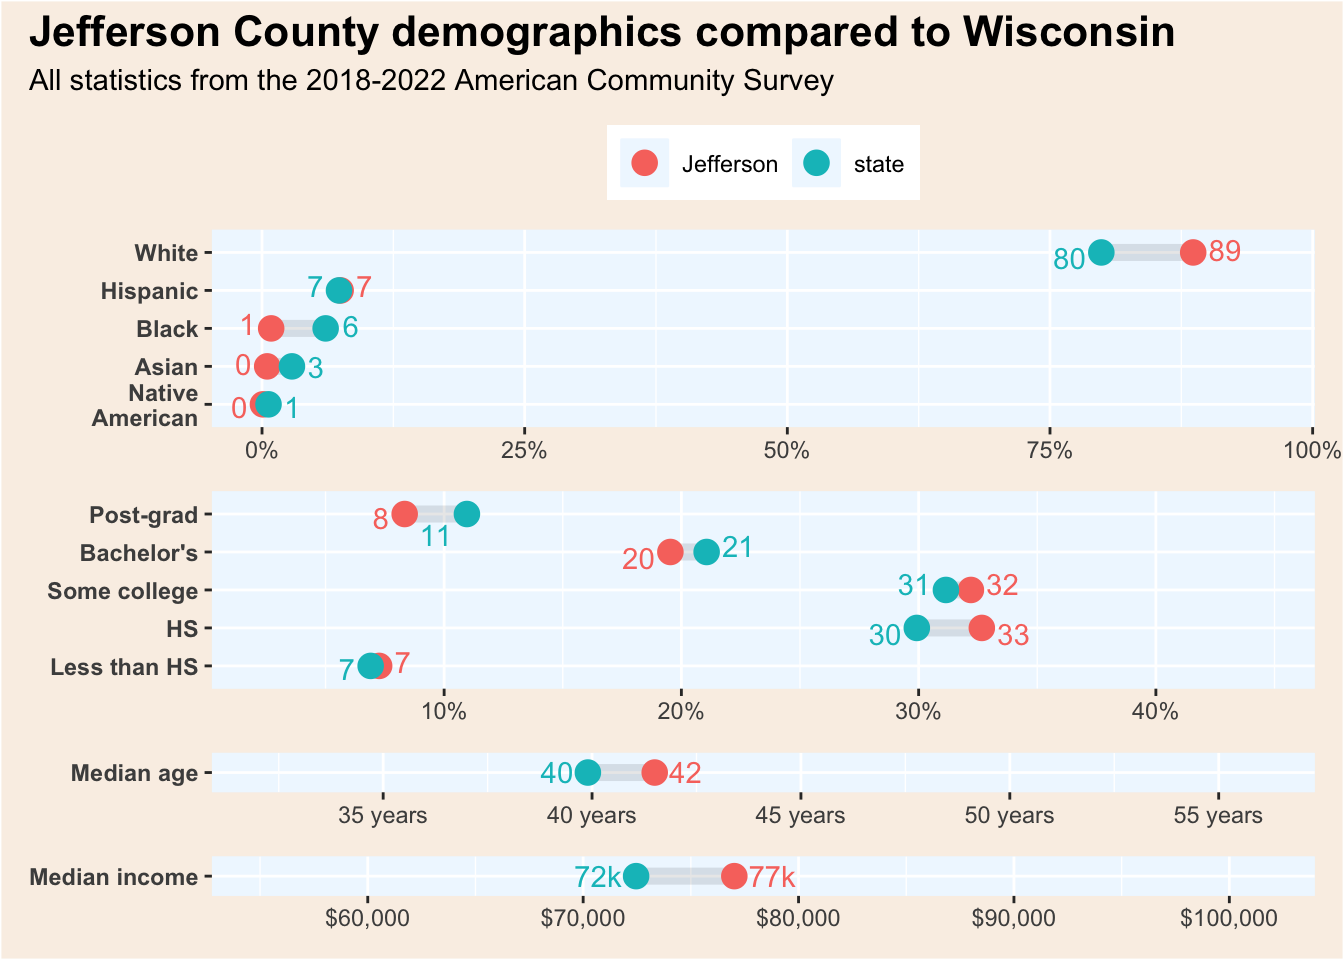 Jefferson County demographics compared to Wisconsin
All statistics from the 2018-2022 American Community Survey
Jefferson state
White 80 89
Hispanic 7 7
Black 1 6
Asian 0 3
Native
American 0 1
0% 25% 50% 75% 100%
Post-grad 8 11
Bachelor's 20 21
Some college 31 32
HS 30 33
Less than HS 7 7
10% 20% 30% 40%
Median age 40 42
35 years 40 years 45 years 50 years 55 years
Median income 72k 77k
$60,000 $70,000 $80,000 $90,000 $100,000